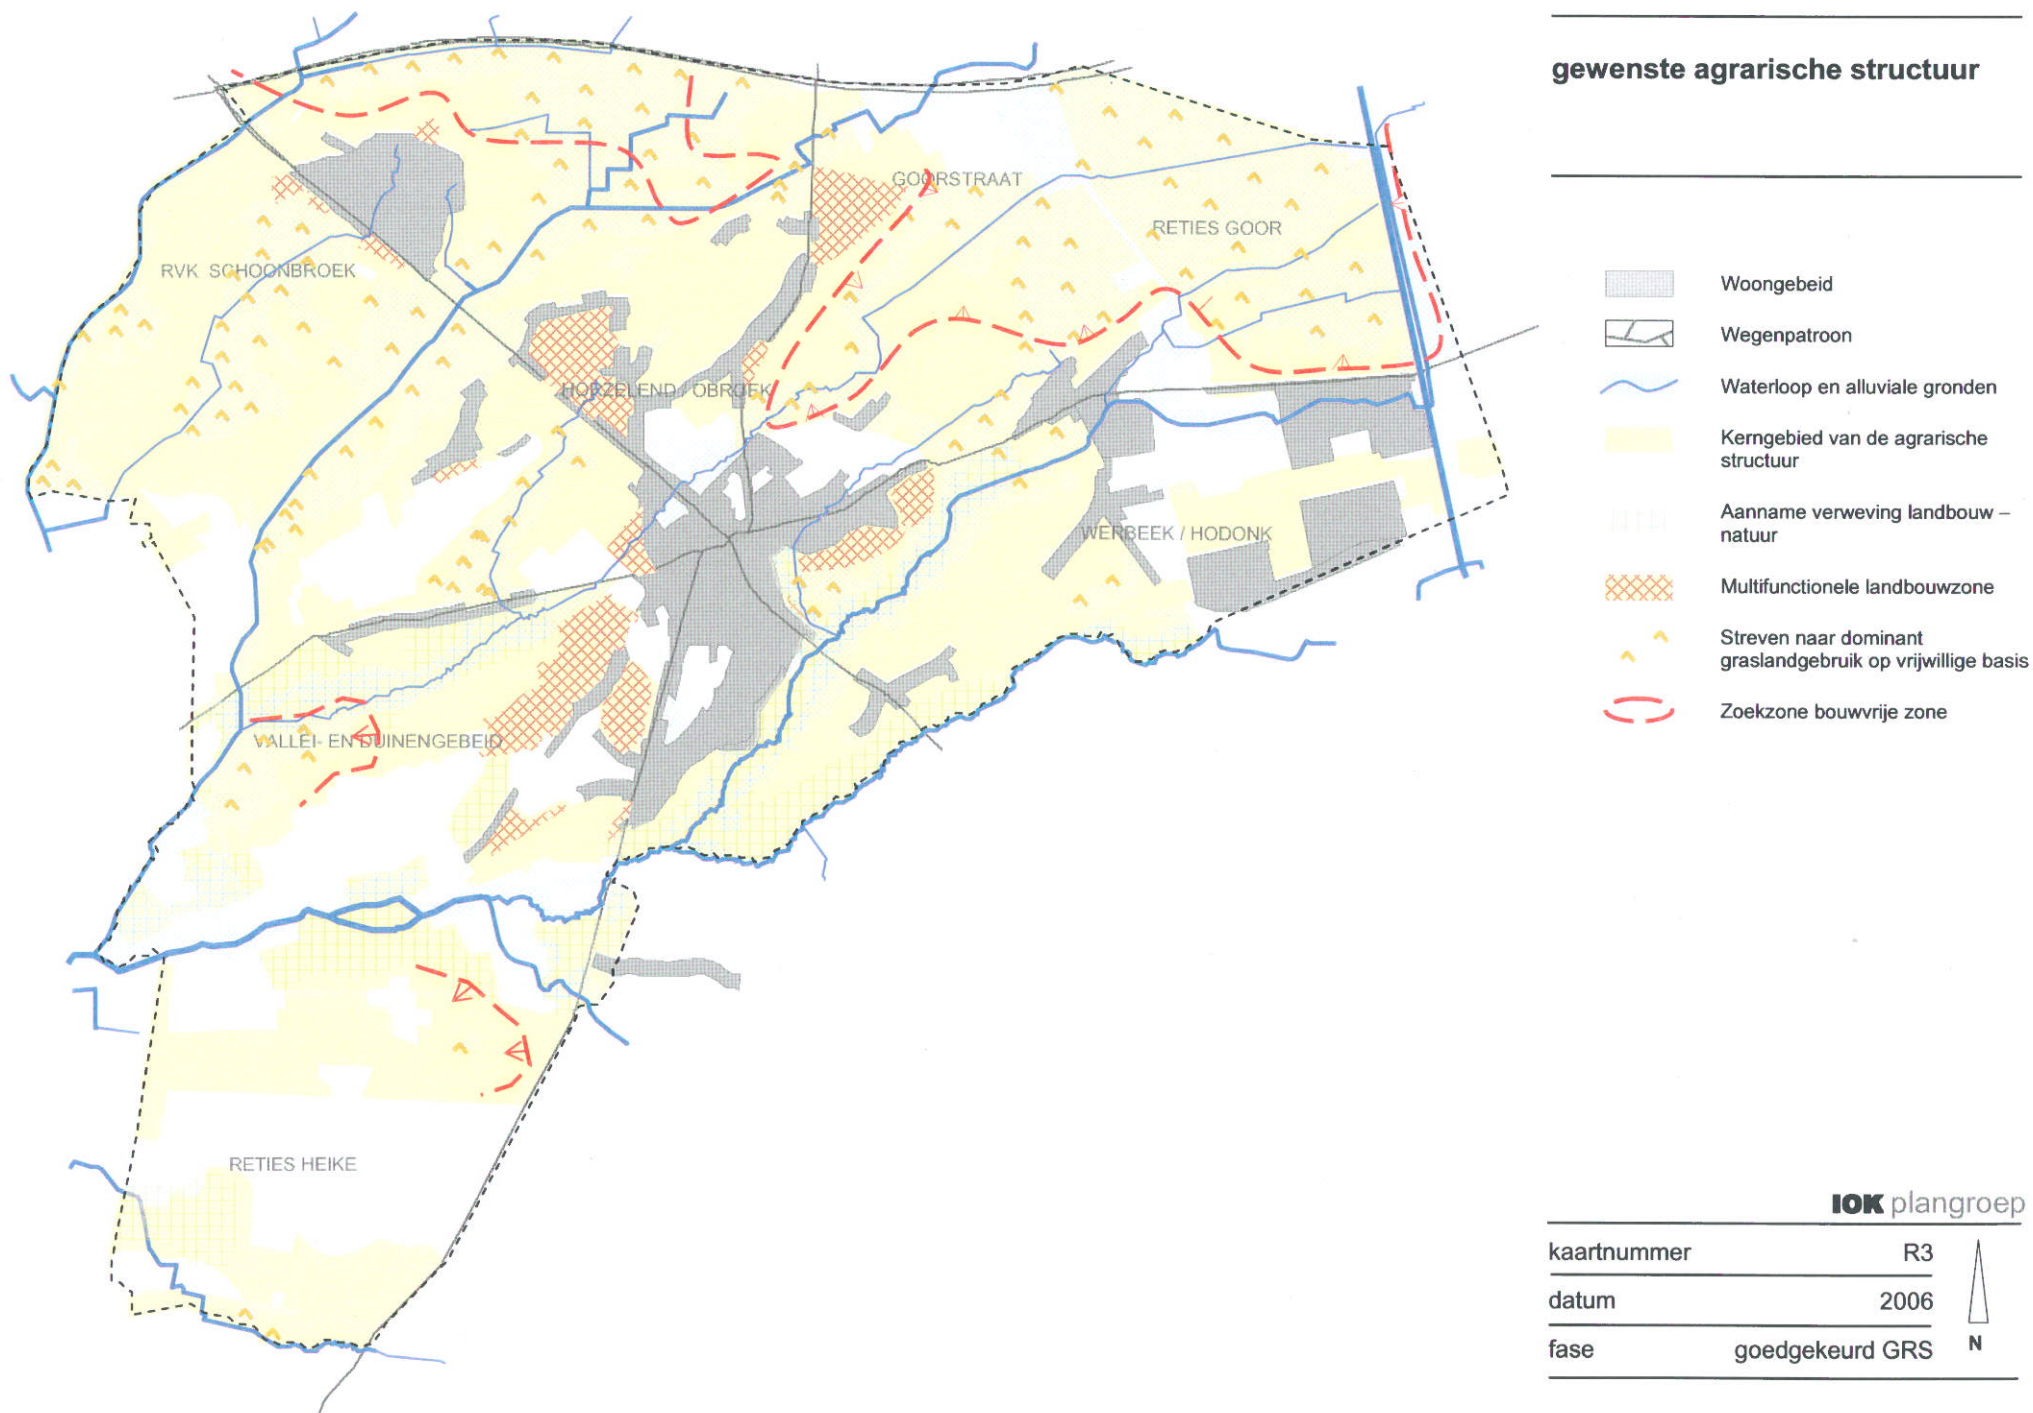 gewenste agrarische structuur
GOORSTRAAT
RETIES GOOR
RVK SCHOONBROEK
HORZELEND / OBROEK
WERBEEK / HODONK
VALLEI- EN DUINENGEBEID
RETIES HEIKE
Woongebeid
Wegenpatroon
Waterloop en alluviale gronden
Kerngebied van de agrarische
structuur
Aanname verweving landbouw –
natuur
Multifunctionele landbouwzone
Streven naar dominant
graslandgebruik op vrijwillige basis
Zoekzone bouwvrije zone
IOK plangroep
kaartnummer R3
datum 2006
fase goedgekeurd GRS
N